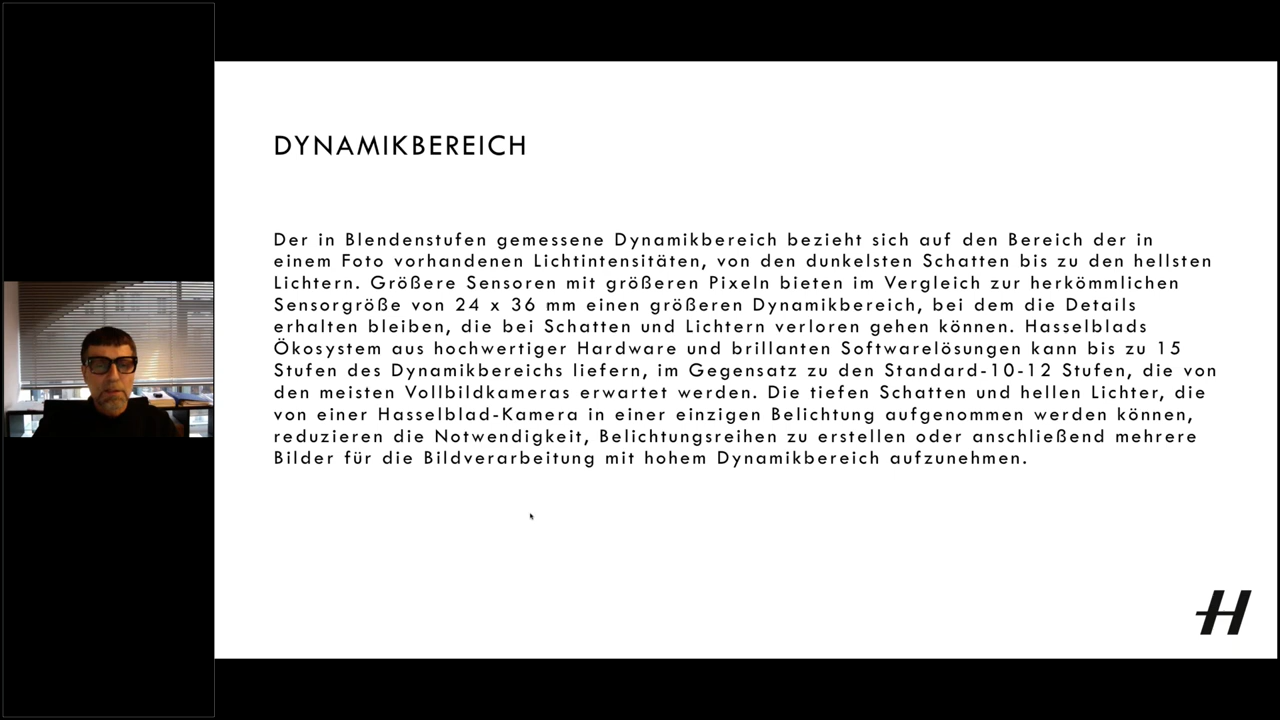 DYNAMIKBEREICH
Der in Blendenstufen gemessene Dynamikbereich bezieht sich auf den Bereich der in
einem Foto vorhandenen Lichtintensitäten, von den dunkelsten Schatten bis zu den hellsten
Lichtern. Größere Sensoren mit größeren Pixeln bieten im Vergleich zur herkömmlichen
Sensorgröße von 24 x 36 mm einen größeren Dynamikbereich, bei dem die Details
erhalten bleiben, die bei Schatten und Lichtern verloren gehen können. Hasselblads
Ökosystem aus hochwertiger Hardware und brillanten Softwarelösungen kann bis zu 15
Stufen des Dynamikbereichs liefern, im Gegensatz zu den Standard-10-12 Stufen, die von
den meisten Vollbildkameras erwartet werden. Die tiefen Schatten und hellen Lichter, die
von einer Hasselblad-Kamera in einer einzigen Belichtung aufgenommen werden können,
reduzieren die Notwendigkeit, Belichtungsreihen zu erstellen oder anschließend mehrere
Bilder für die Bildverarbeitung mit hohem Dynamikbereich aufzunehmen.
H